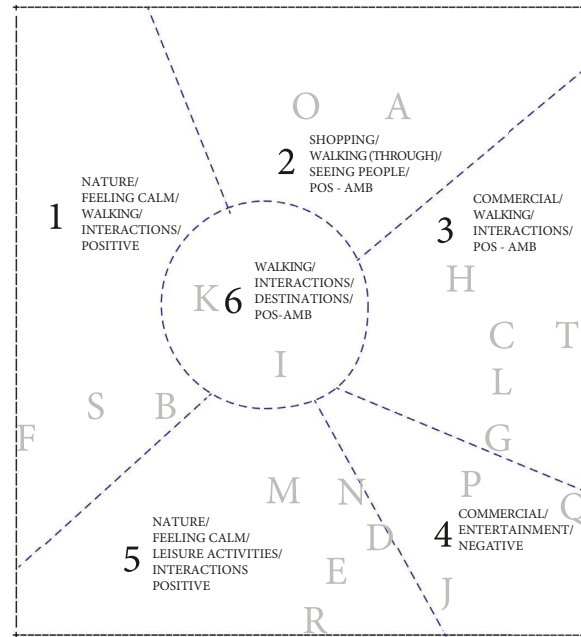 O A
2
SHOPPING/
WALKING (THROUGH)/
SEEING PEOPLE/
POS - AMB
1
NATURE/
FEELING CALM/
WALKING/
INTERACTIONS/
POSITIVE
3
COMMERCIAL/
WALKING/
INTERACTIONS/
POS - AMB
H
K
6
WALKING/
INTERACTIONS/
DESTINATIONS/
POS-AMB
I
C T
L
F S B
G
M N
P
Q
4
COMMERCIAL/
ENTERTAINMENT/
NEGATIVE
5
NATURE/
FEELING CALM/
LEISURE ACTIVITIES/
INTERACTIONS
POSITIVE
D
E
J
R